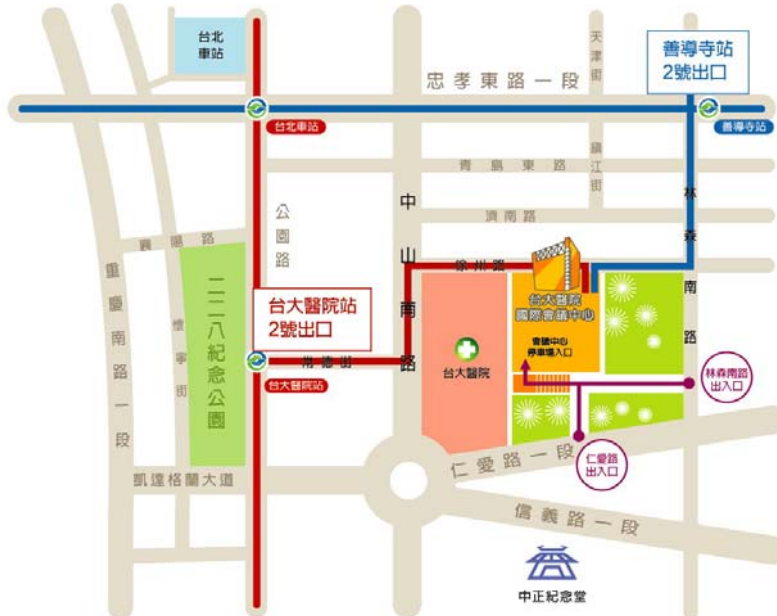 台北
車站
天津街
善導寺站
2號出口
忠孝東路一段
台北車站
善導寺站
青島東路
鎮江街
濟南路
林森南路
公園路
中山南路
襄陽路
徐州路
重慶南路一段
懷寧街
二二八紀念公園
台大醫院站
2號出口
台大醫院
國際會議中心
會議中心
停車場入口
常德街
台大醫院站
台大醫院
林森南路
出入口
仁愛路
出入口
仁愛路一段
凱達格蘭大道
信義路一段
中正紀念堂